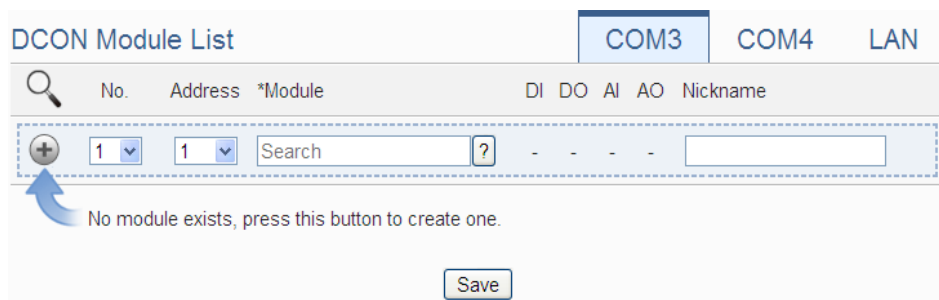 DCON Module List COM3 COM4 LAN
No. Address *Module DI DO AI AO Nickname
1 1 Search ? - - - -
No module exists, press this button to create one.
Save